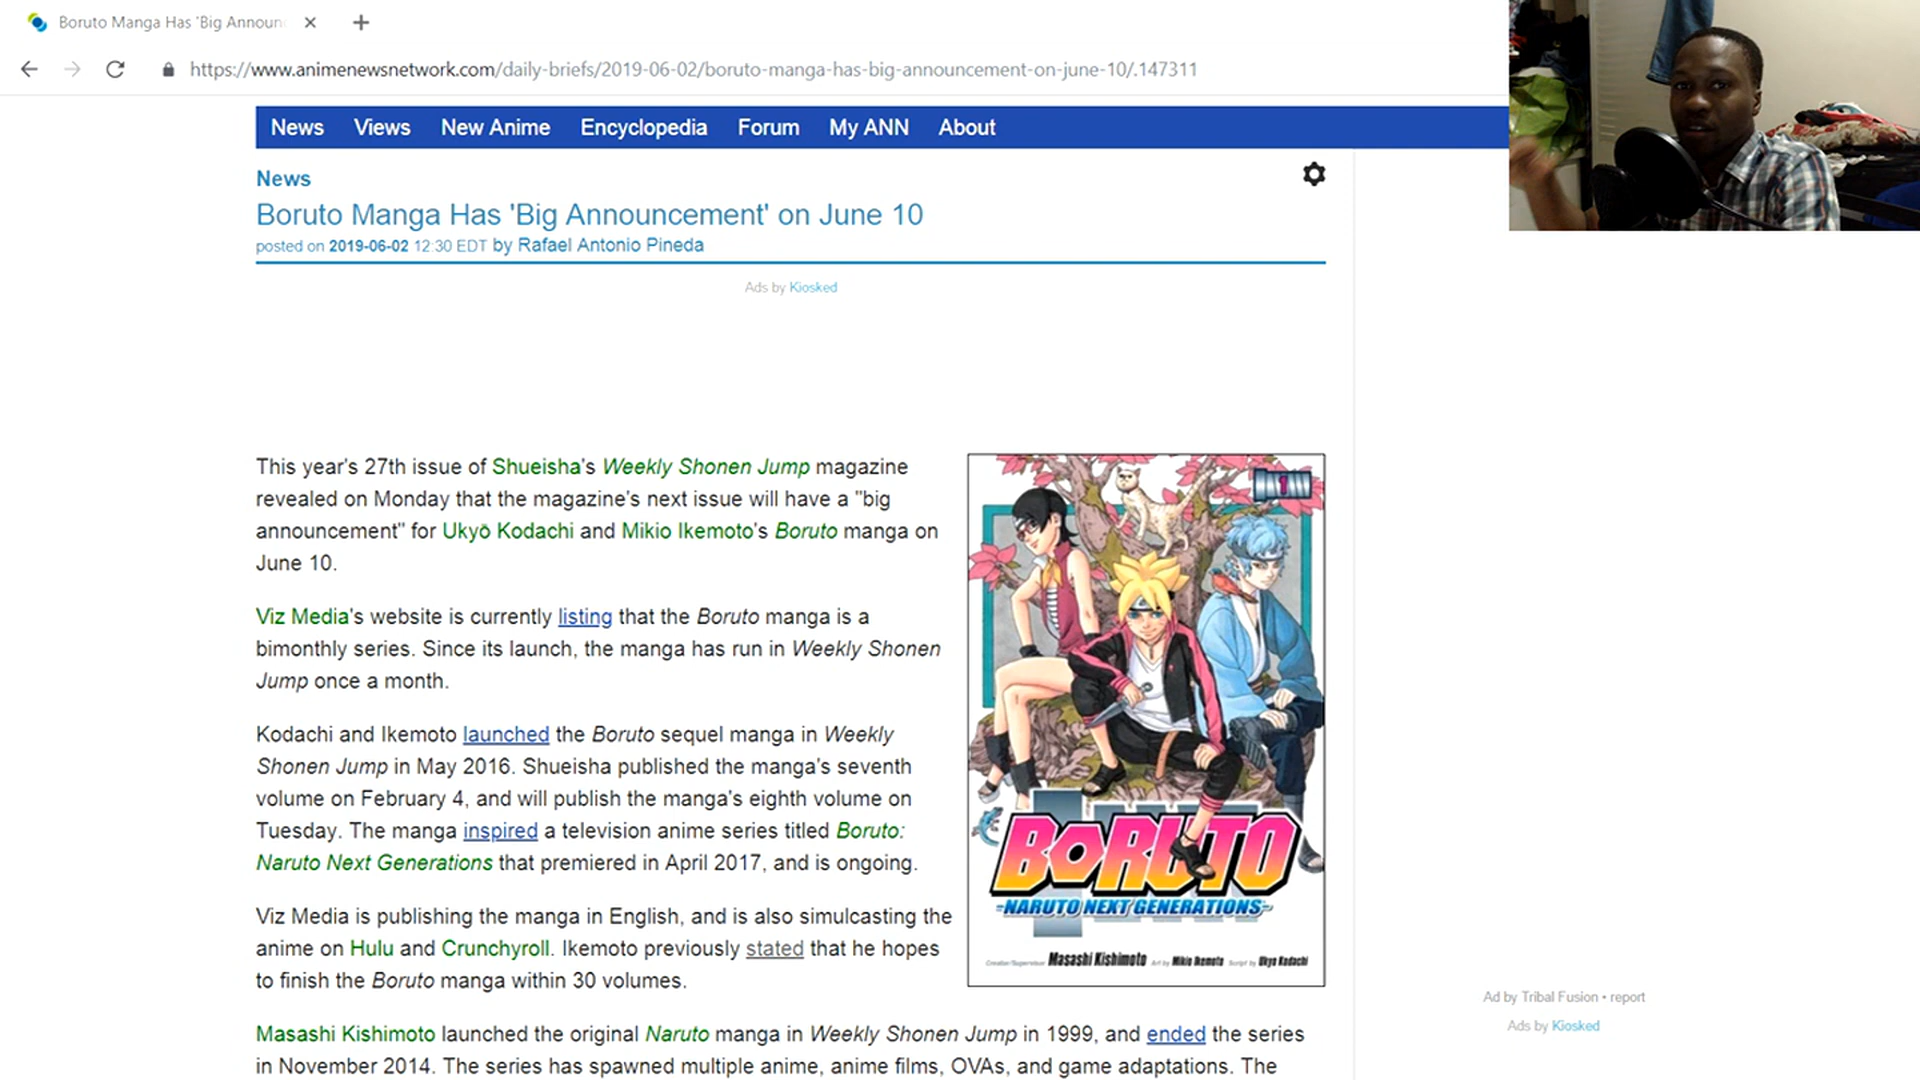 Boruto Manga Has 'Big Announ
https://www.animenewsnetwork.com/daily-briefs/2019-06-02/boruto-manga-has-big-announcement-on-june-10/.147311
News Views New Anime Encyclopedia Forum My ANN About
News
Boruto Manga Has 'Big Announcement' on June 10
posted on 2019-06-02 12:30 EDT by Rafael Antonio Pineda
Ads by Kiosked
This year's 27th issue of Shueisha's Weekly Shonen Jump magazine
revealed on Monday that the magazine's next issue will have a "big
announcement" for Ukyō Kodachi and Mikio Ikemoto's Boruto manga on
June 10.
Viz Media's website is currently listing that the Boruto manga is a
bimonthly series. Since its launch, the manga has run in Weekly Shonen
Jump once a month.
Kodachi and Ikemoto launched the Boruto sequel manga in Weekly
Shonen Jump in May 2016. Shueisha published the manga's seventh
volume on February 4, and will publish the manga's eighth volume on
Tuesday. The manga inspired a television anime series titled Boruto:
Naruto Next Generations that premiered in April 2017, and is ongoing.
Viz Media is publishing the manga in English, and is also simulcasting the
anime on Hulu and Crunchyroll. Ikemoto previously stated that he hopes
to finish the Boruto manga within 30 volumes.
Masashi Kishimoto launched the original Naruto manga in Weekly Shonen Jump in 1999, and ended the series
in November 2014. The series has spawned multiple anime, anime films, OVAs, and game adaptations. The
1
BORUTO
-NARUTO NEXT GENERATIONS-
Creator/Supervisor Masashi Kishimoto Art by Mikio Ikemoto Script by Ukyo Kodachi
Ad by Tribal Fusion • report
Ads by Kiosked